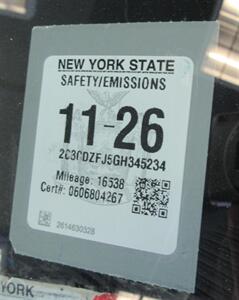 NEW YORK STATE
SAFETY/EMISSIONS
11-26
2C3CDZFJ5GH345234
Mileage: 16538
Cert#: 0606804267
2614630328
YORK